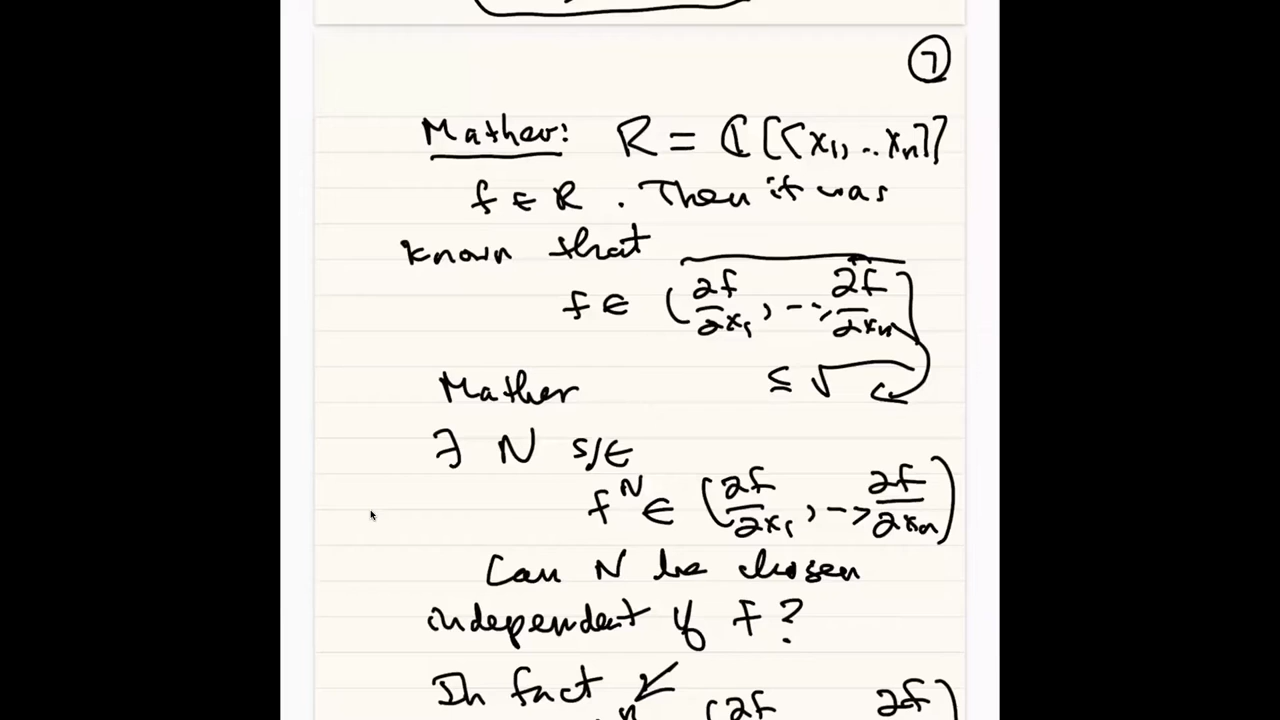 ⑦
Mather: R = ℂ[[x₁, .. xₙ]]
f ∈ R . Then it was
known that
f ∈ \overline{(∂f/∂x₁, --, ∂f/∂xₙ)}
⊆ √
Mather
∃ N s/t
f^N ∈ (∂f/∂x₁, --, ∂f/∂xₙ)
Can N be chosen
independent of f?
In fact
n (∂f ∂f )